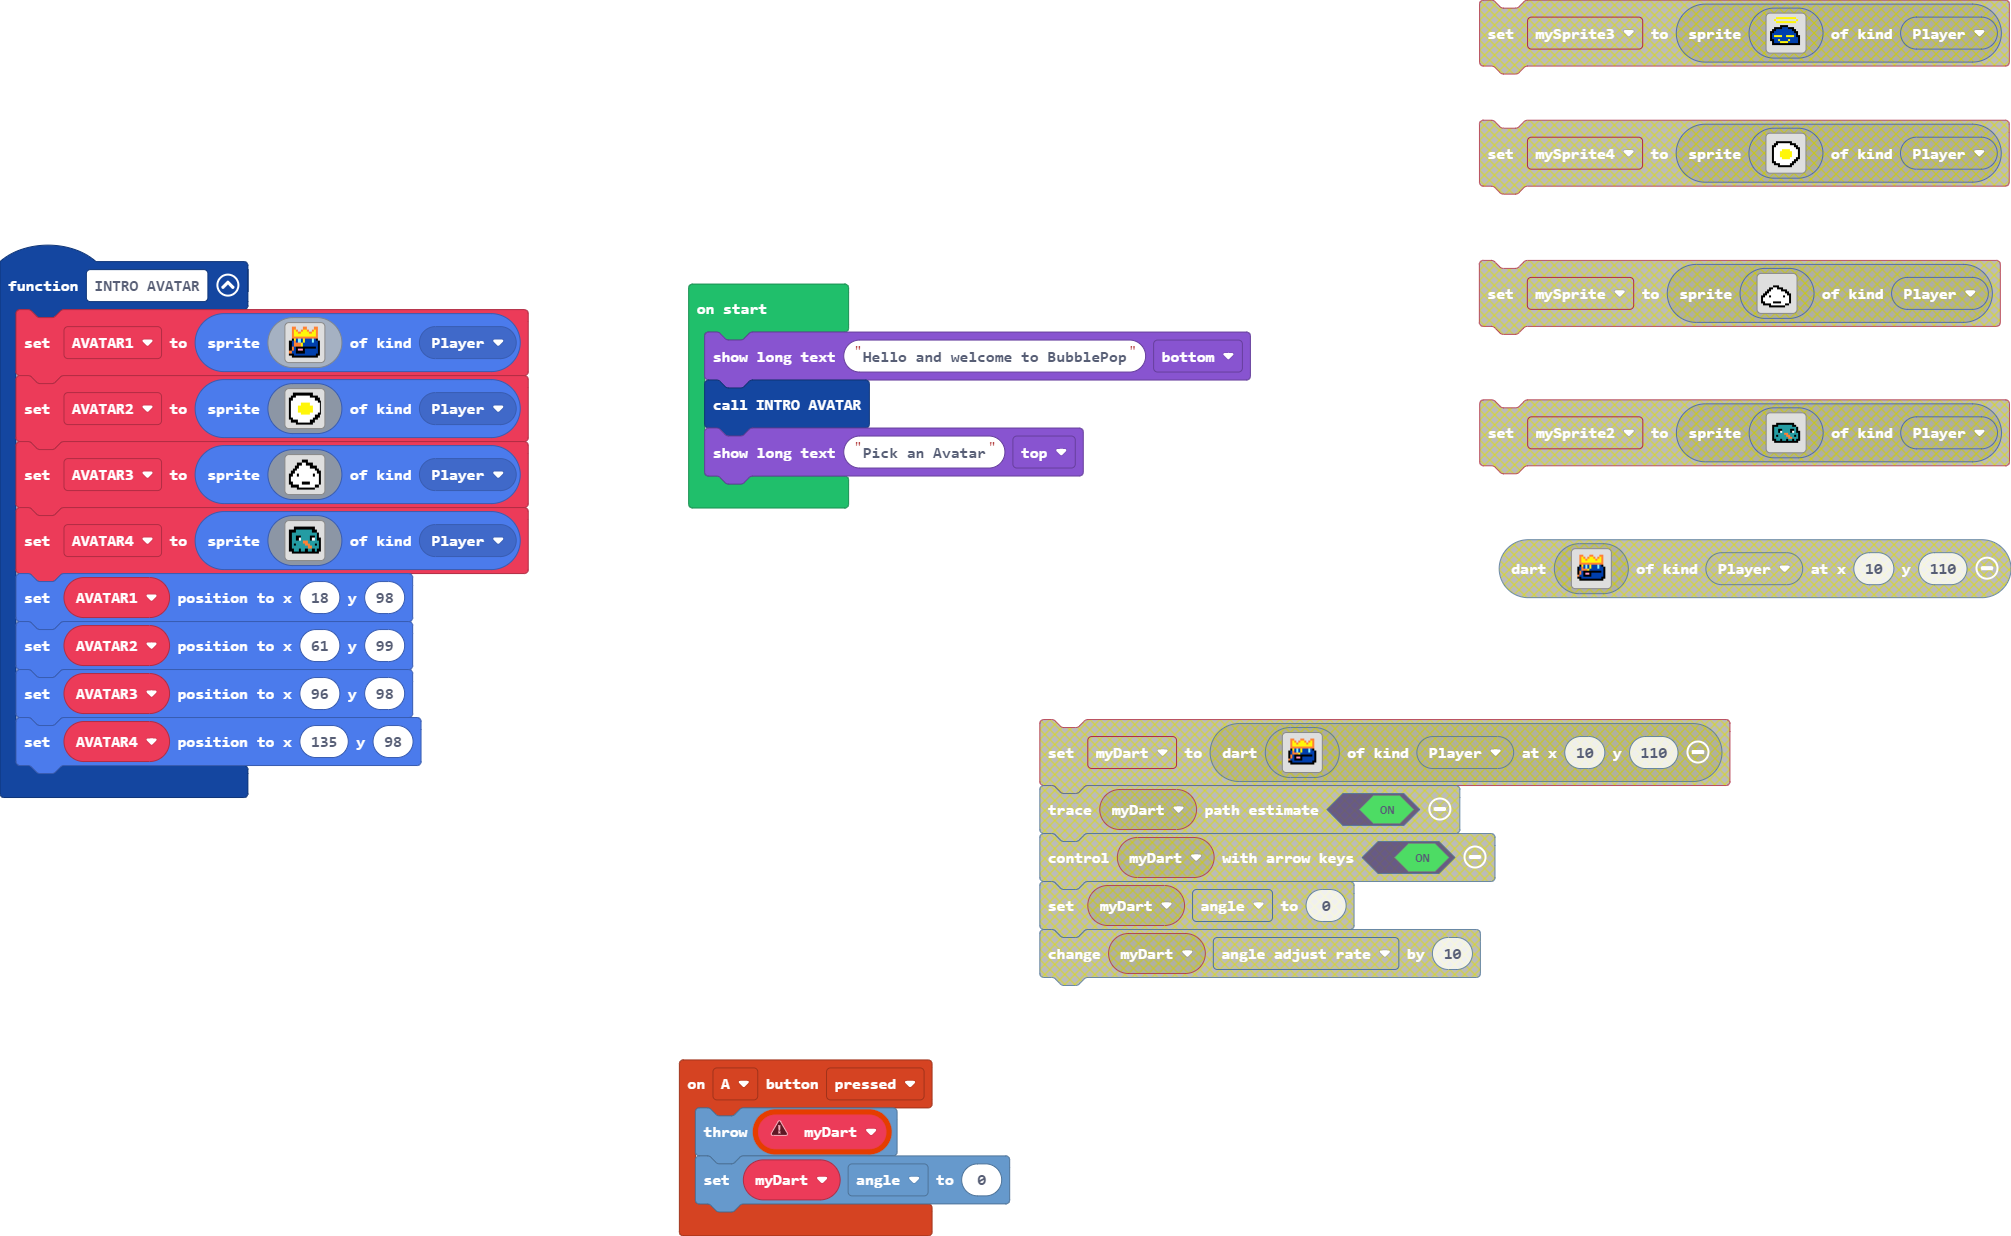 set mySprite3 to sprite of kind Player
set mySprite4 to sprite of kind Player
set mySprite to sprite of kind Player
set mySprite2 to sprite of kind Player
dart of kind Player at x 10 y 110
function INTRO AVATAR
set AVATAR1 to sprite of kind Player
set AVATAR2 to sprite of kind Player
set AVATAR3 to sprite of kind Player
set AVATAR4 to sprite of kind Player
set AVATAR1 position to x 18 y 98
set AVATAR2 position to x 61 y 99
set AVATAR3 position to x 96 y 98
set AVATAR4 position to x 135 y 98
on start
show long text "Hello and welcome to BubblePop" bottom
call INTRO AVATAR
show long text "Pick an Avatar " top
set myDart to dart of kind Player at x 10 y 110
trace myDart path estimate ON
control myDart with arrow keys ON
set myDart angle to 0
change myDart angle adjust rate by 10
on A button pressed
throw myDart
set myDart angle to 0